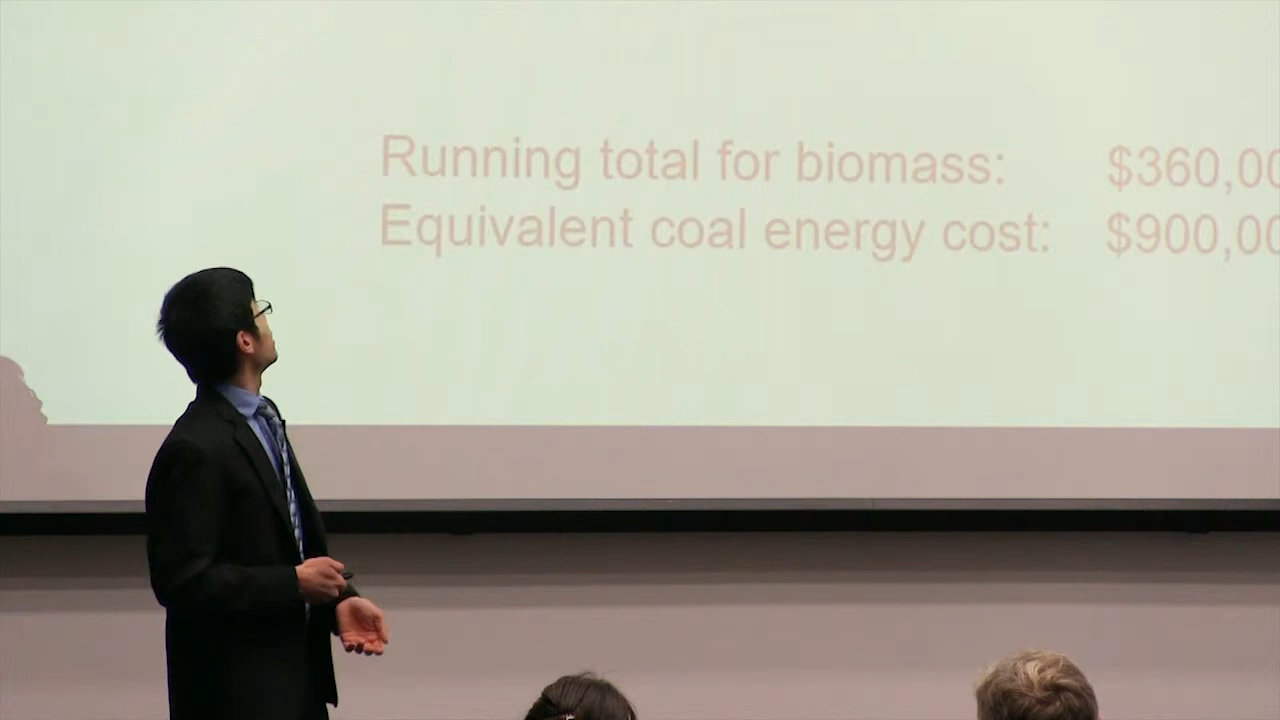 Running total for biomass: $360,00
Equivalent coal energy cost: $900,00